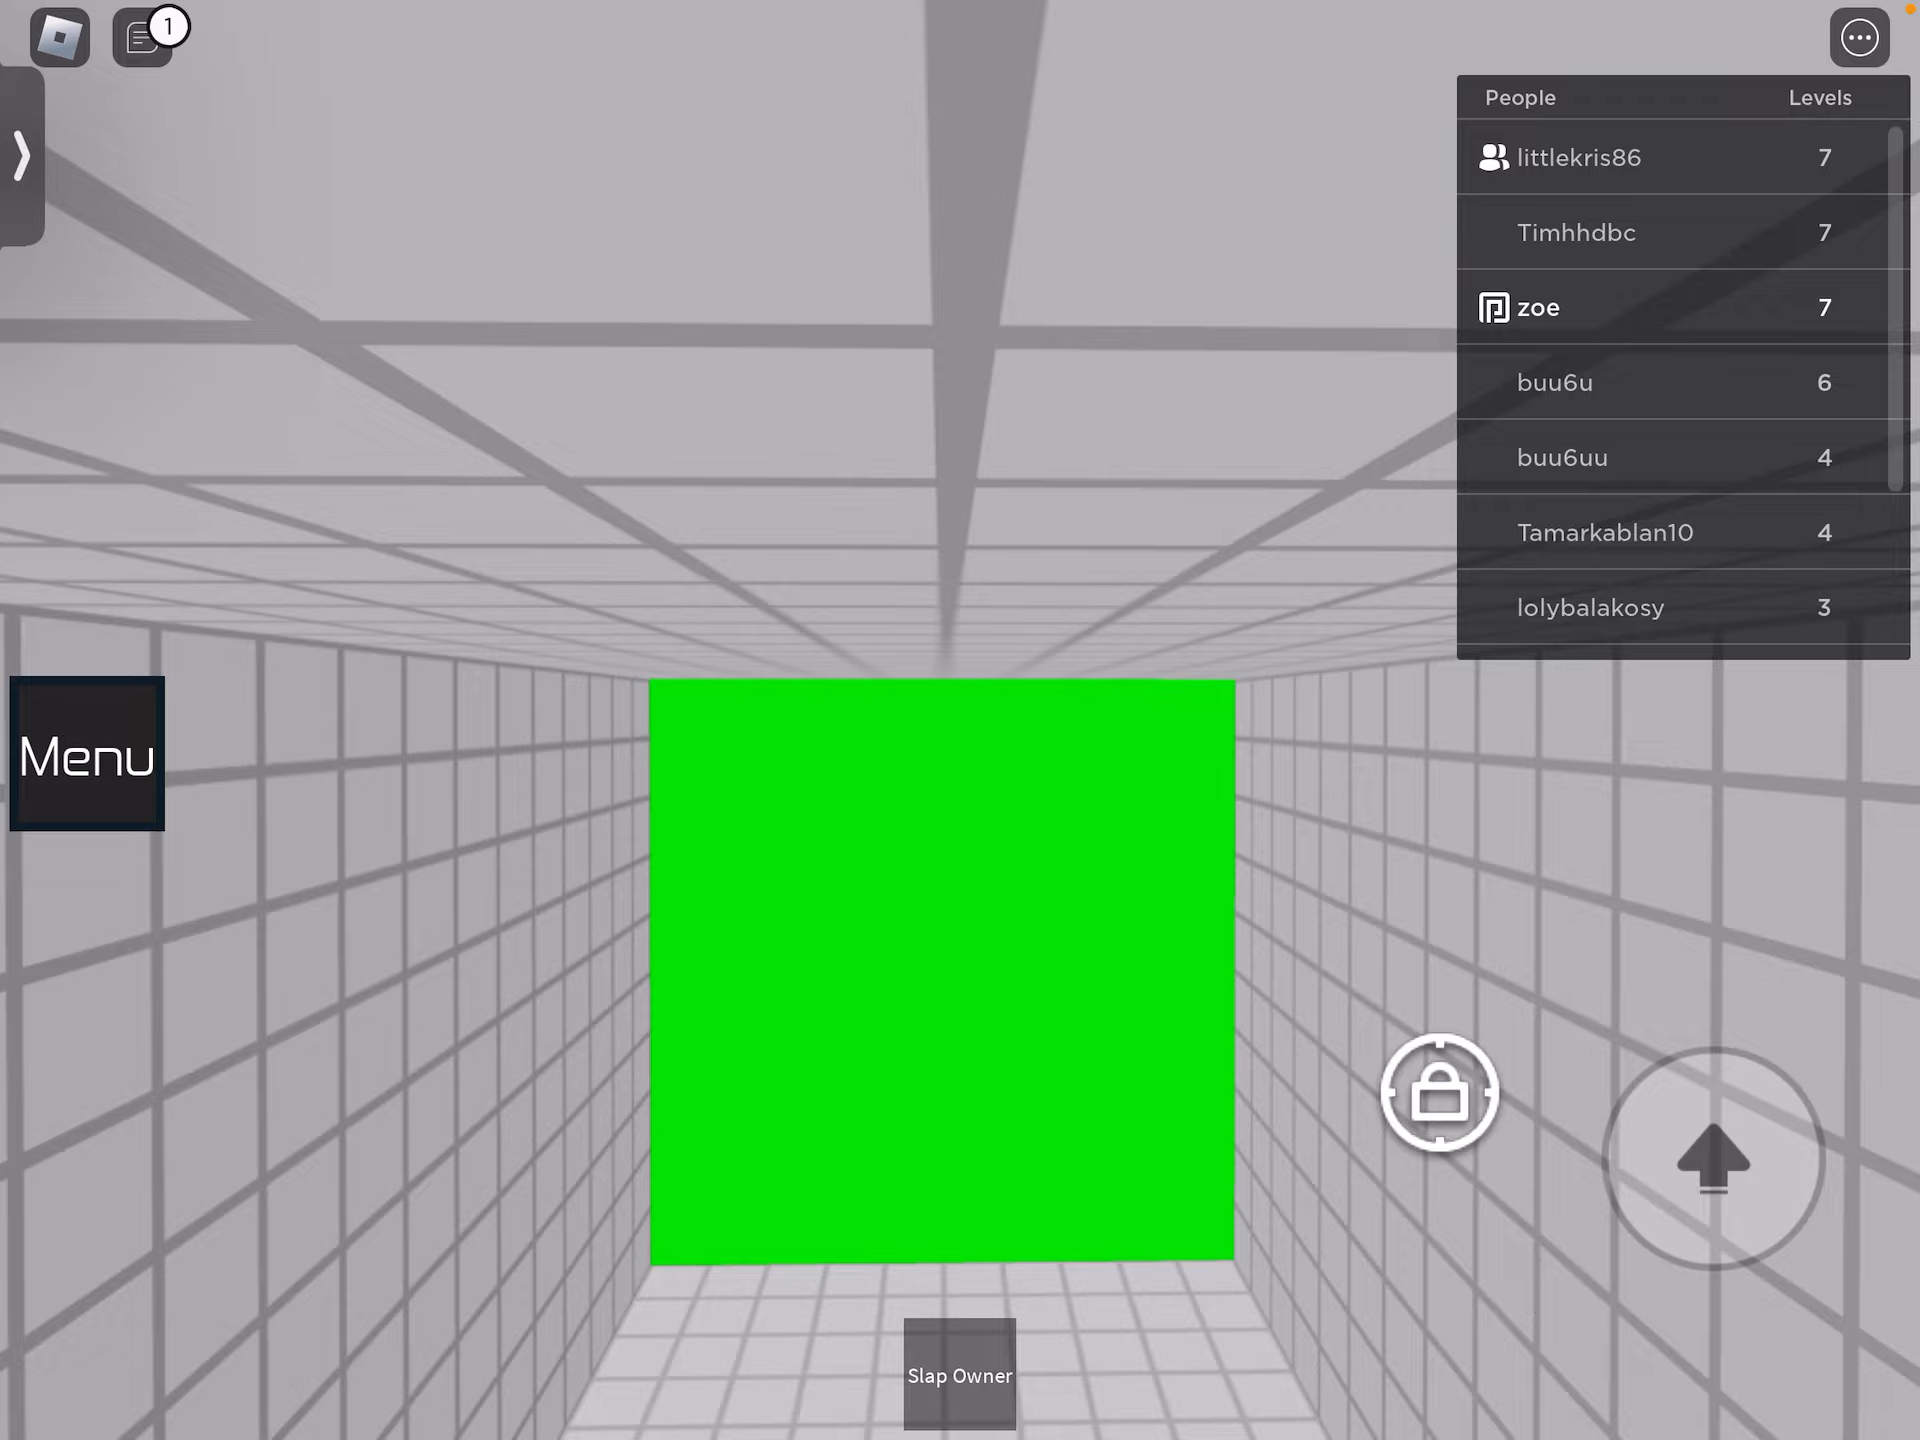 1
People Levels
littlekris86 7
Timhhdbc 7
zoe 7
buu6u 6
buu6uu 4
Tamarkablan10 4
lolybalakosy 3
Menu
Slap Owner